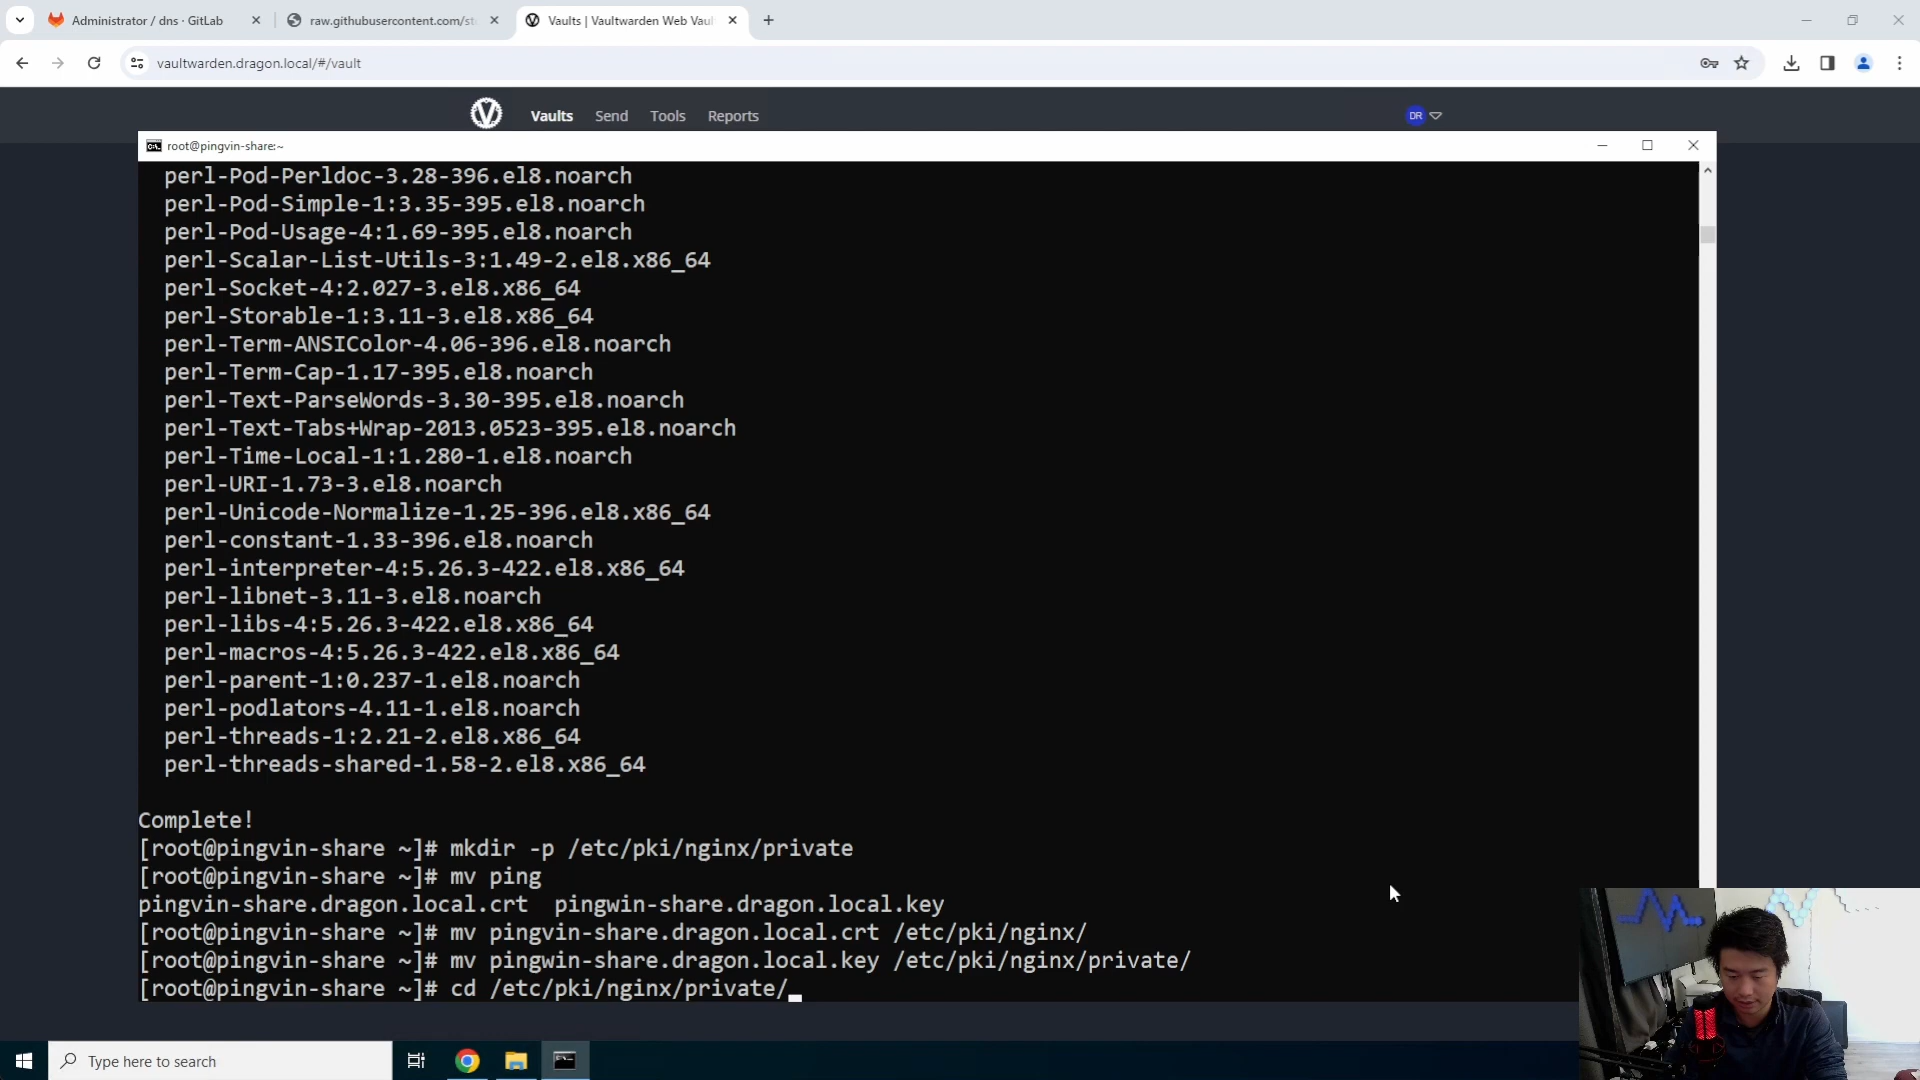 Administrator / dns · GitLab
raw.githubusercontent.com/st
Vaults | Vaultwarden Web Vaul
vaultwarden.dragon.local/#/vault
Vaults
Send
Tools
Reports
DR
root@pingvin-share:~
perl-Pod-Perldoc-3.28-396.el8.noarch
perl-Pod-Simple-1:3.35-395.el8.noarch
perl-Pod-Usage-4:1.69-395.el8.noarch
perl-Scalar-List-Utils-3:1.49-2.el8.x86_64
perl-Socket-4:2.027-3.el8.x86_64
perl-Storable-1:3.11-3.el8.x86_64
perl-Term-ANSIColor-4.06-396.el8.noarch
perl-Term-Cap-1.17-395.el8.noarch
perl-Text-ParseWords-3.30-395.el8.noarch
perl-Text-Tabs+Wrap-2013.0523-395.el8.noarch
perl-Time-Local-1:1.280-1.el8.noarch
perl-URI-1.73-3.el8.noarch
perl-Unicode-Normalize-1.25-396.el8.x86_64
perl-constant-1.33-396.el8.noarch
perl-interpreter-4:5.26.3-422.el8.x86_64
perl-libnet-3.11-3.el8.noarch
perl-libs-4:5.26.3-422.el8.x86_64
perl-macros-4:5.26.3-422.el8.x86_64
perl-parent-1:0.237-1.el8.noarch
perl-podlators-4.11-1.el8.noarch
perl-threads-1:2.21-2.el8.x86_64
perl-threads-shared-1.58-2.el8.x86_64
Complete!
[root@pingvin-share ~]# mkdir -p /etc/pki/nginx/private
[root@pingvin-share ~]# mv ping
pingvin-share.dragon.local.crt  pingwin-share.dragon.local.key
[root@pingvin-share ~]# mv pingvin-share.dragon.local.crt /etc/pki/nginx/
[root@pingvin-share ~]# mv pingwin-share.dragon.local.key /etc/pki/nginx/private/
[root@pingvin-share ~]# cd /etc/pki/nginx/private/
Type here to search